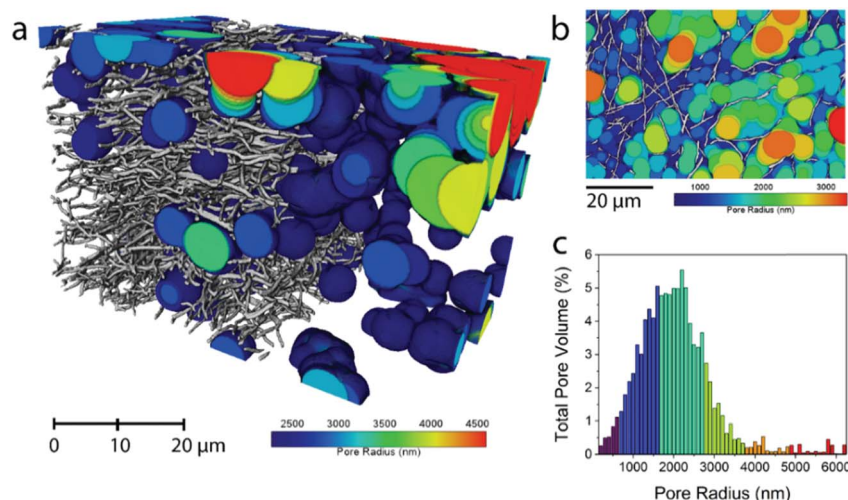 a
0 10 20 μm
2500 3000 3500 4000 4500
Pore Radius (nm)
b
20 μm
1000 2000 3000
Pore Radius (nm)
c
Total Pore Volume (%)
6
5
4
3
2
1
0
1000 2000 3000 4000 5000 6000
Pore Radius (nm)